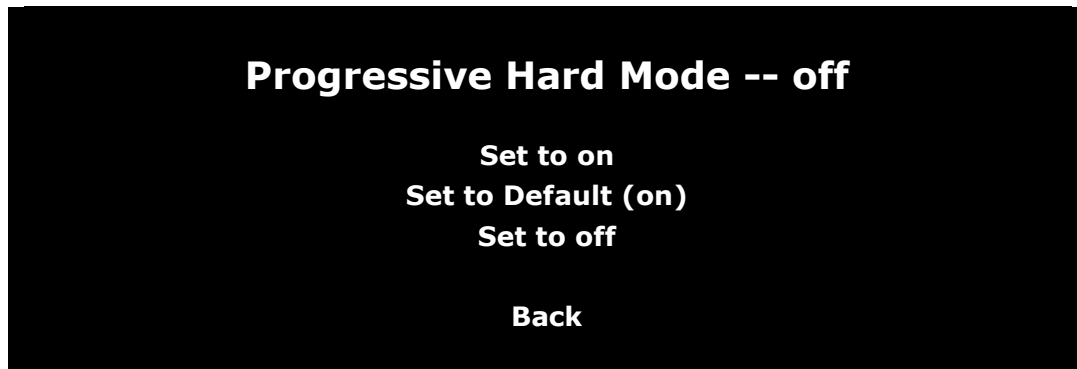 Progressive Hard Mode -- off
Set to on
Set to Default (on)
Set to off
Back